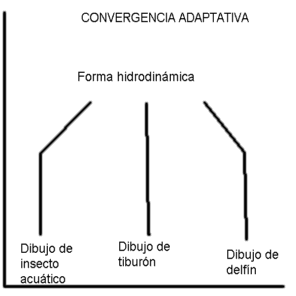 CONVERGENCIA ADAPTATIVA
Forma hidrodinámica
Dibujo de
insecto
acuático
Dibujo de
tiburón
Dibujo de
delfín